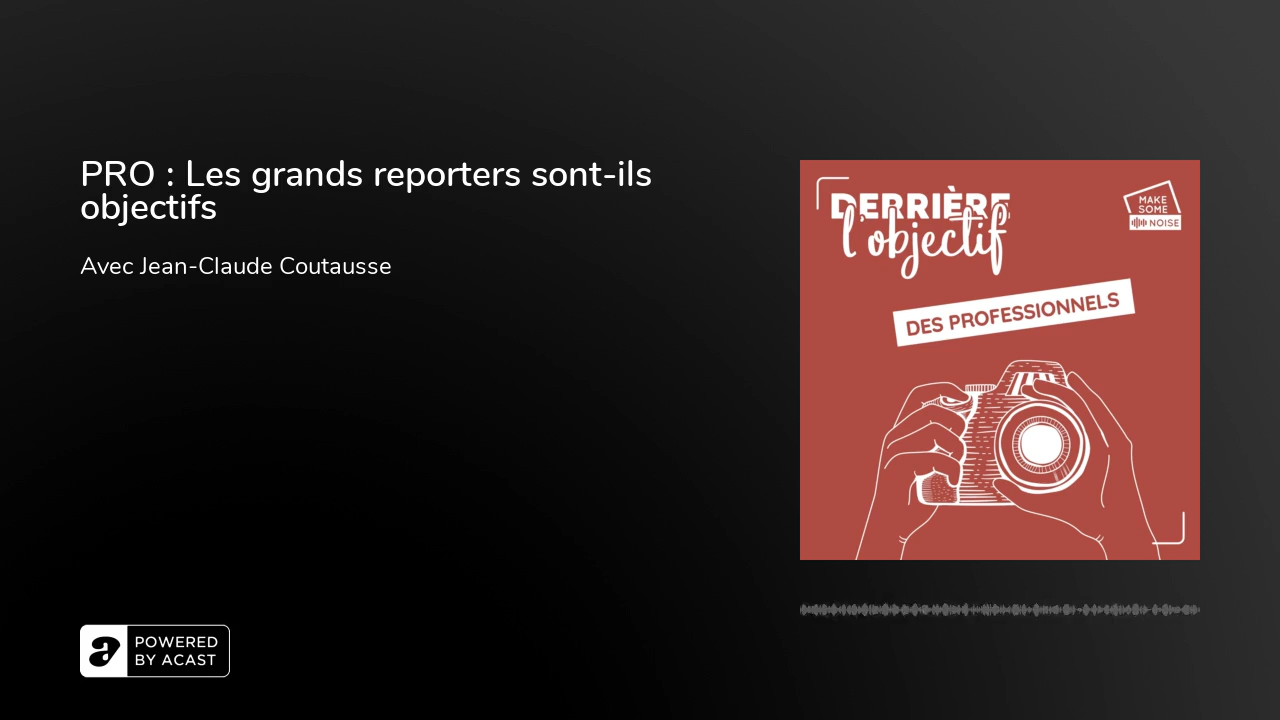 PRO : Les grands reporters sont-ils
objectifs
Avec Jean-Claude Coutausse
DERRIÈRE
l'objectif
MAKE
SOME
NOISE
DES PROFESSIONNELS
POWERED
BY ACAST